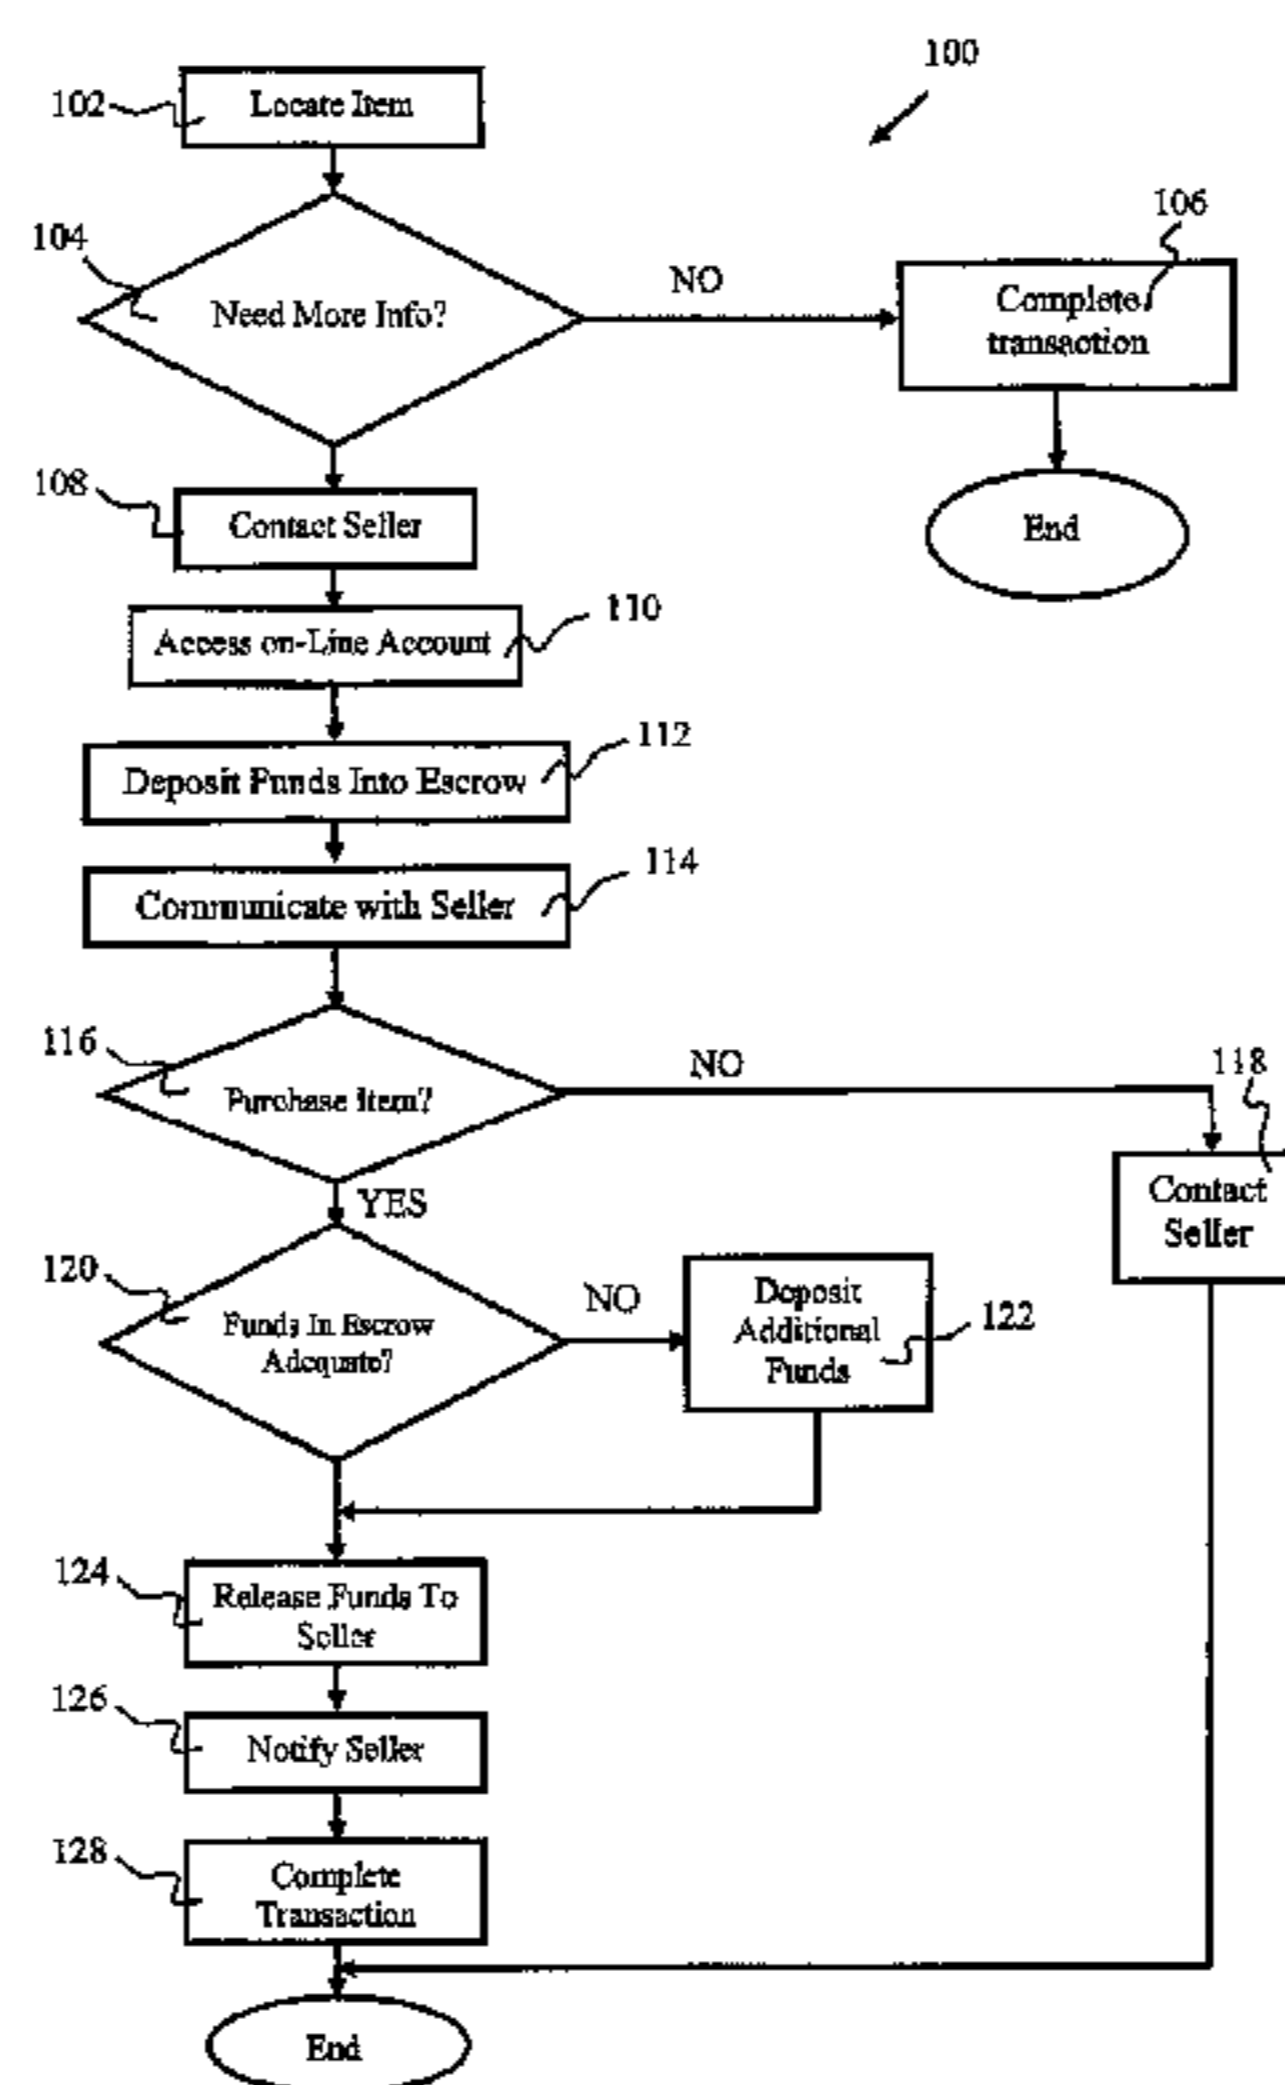 100
102
Locate Item
104
Need More Info?
NO
106
Complete
transaction
End
108
Contact Seller
110
Access on-Line Account
112
Deposit Funds Into Escrow
114
Communicate with Seller
116
Purchase Item?
NO
118
Contact
Seller
YES
120
Funds In Escrow
Adequate?
NO
Deposit
Additional
Funds
122
124
Release Funds To
Seller
126
Notify Seller
128
Complete
Transaction
End